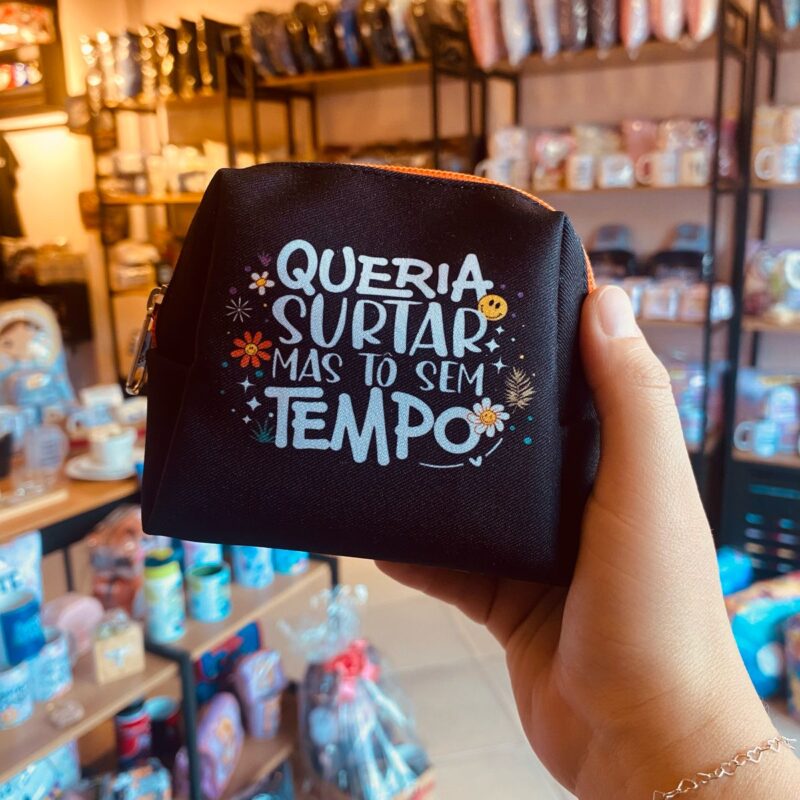 QUERIA
SURTAR
MAS TÔ SEM
TEMPO